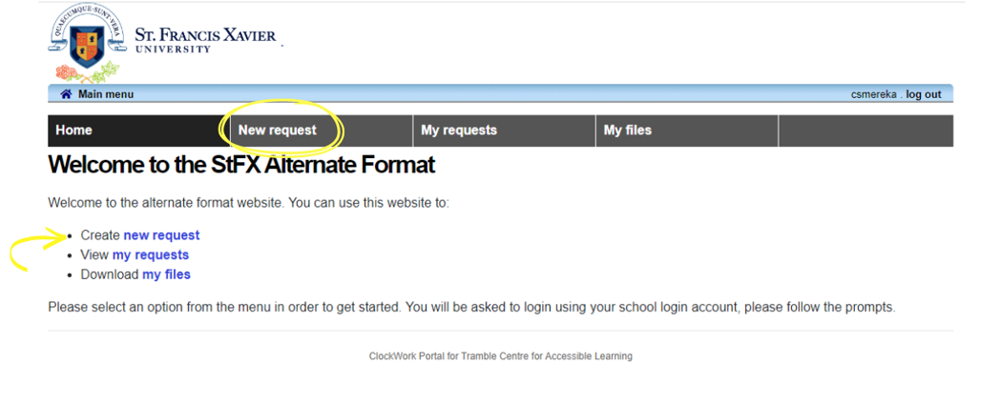 QUAECUMQUE·SUNT·VERA
ST. FRANCIS XAVIER
UNIVERSITY
Main menu
csmereka . log out
Home
New request
My requests
My files
Welcome to the StFX Alternate Format
Welcome to the alternate format website. You can use this website to:
• Create new request
• View my requests
• Download my files
Please select an option from the menu in order to get started. You will be asked to login using your school login account, please follow the prompts.
ClockWork Portal for Tramble Centre for Accessible Learning